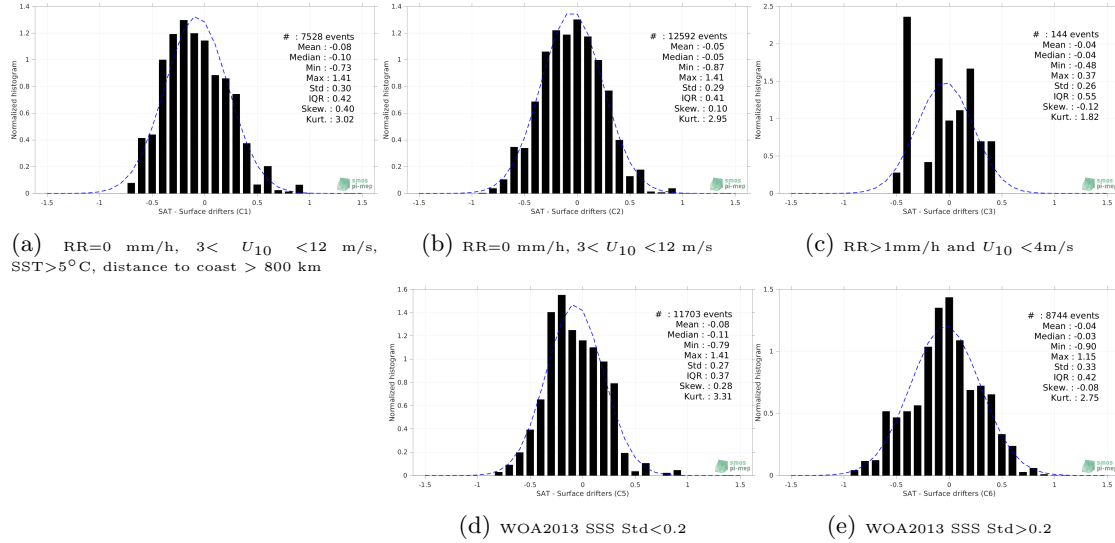 Normalized histogram
1.4
1.2
1
0.8
0.6
0.4
0.2
0
# : 7528 events
Mean : -0.08
Median : -0.10
Min : -0.73
Max : 1.41
Std : 0.30
IQR : 0.42
Skew. : 0.40
Kurt. : 3.02
smos
pi-mep
-1.5 -1 -0.5 0 0.5 1 1.5
SAT - Surface drifters (C1)
(a) RR=0 mm/h, 3< U10 <12 m/s,
SST>5°C, distance to coast > 800 km
Normalized histogram
1.4
1.2
1
0.8
0.6
0.4
0.2
0
# : 12592 events
Mean : -0.05
Median : -0.05
Min : -0.87
Max : 1.41
Std : 0.29
IQR : 0.41
Skew. : 0.10
Kurt. : 2.95
smos
pi-mep
-1.5 -1 -0.5 0 0.5 1 1.5
SAT - Surface drifters (C2)
(b) RR=0 mm/h, 3< U10 <12 m/s
Normalized histogram
2.5
2
1.5
1
0.5
0
# : 144 events
Mean : -0.04
Median : -0.04
Min : -0.48
Max : 0.37
Std : 0.26
IQR : 0.55
Skew. : -0.12
Kurt. : 1.82
smos
pi-mep
-1.5 -1 -0.5 0 0.5 1 1.5
SAT - Surface drifters (C3)
(c) RR>1mm/h and U10 <4m/s
Normalized histogram
1.6
1.4
1.2
1
0.8
0.6
0.4
0.2
0
# : 11703 events
Mean : -0.08
Median : -0.11
Min : -0.79
Max : 1.41
Std : 0.27
IQR : 0.37
Skew. : 0.28
Kurt. : 3.31
smos
pi-mep
-1.5 -1 -0.5 0 0.5 1 1.5
SAT - Surface drifters (C5)
(d) WOA2013 SSS Std<0.2
Normalized histogram
1.5
1
0.5
0
# : 8744 events
Mean : -0.04
Median : -0.03
Min : -0.90
Max : 1.15
Std : 0.33
IQR : 0.42
Skew. : -0.08
Kurt. : 2.75
smos
pi-mep
-1.5 -1 -0.5 0 0.5 1 1.5
SAT - Surface drifters (C6)
(e) WOA2013 SSS Std>0.2